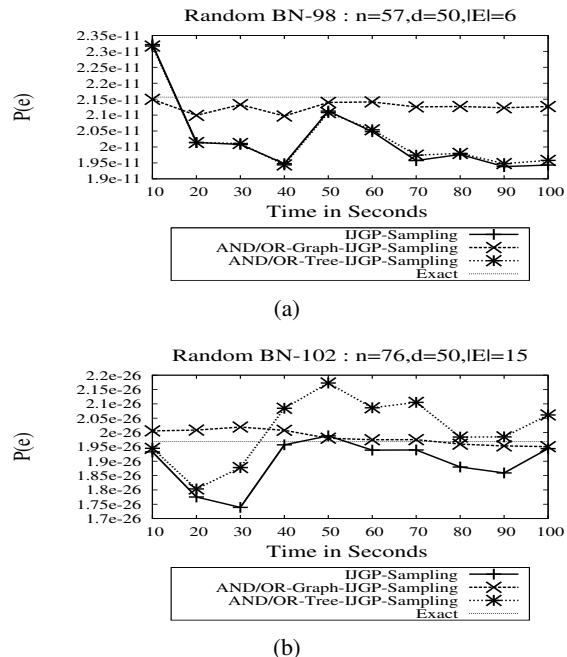 Random BN-98 : n=57,d=50,|E|=6
P(e)
2.35e-11
2.3e-11
2.25e-11
2.2e-11
2.15e-11
2.1e-11
2.05e-11
2e-11
1.95e-11
1.9e-11
10 20 30 40 50 60 70 80 90 100
Time in Seconds
IJGP-Sampling
AND/OR-Graph-IJGP-Sampling
AND/OR-Tree-IJGP-Sampling
Exact
(a)
Random BN-102 : n=76,d=50,|E|=15
P(e)
2.2e-26
2.15e-26
2.1e-26
2.05e-26
2e-26
1.95e-26
1.9e-26
1.85e-26
1.8e-26
1.75e-26
1.7e-26
10 20 30 40 50 60 70 80 90 100
Time in Seconds
IJGP-Sampling
AND/OR-Graph-IJGP-Sampling
AND/OR-Tree-IJGP-Sampling
Exact
(b)